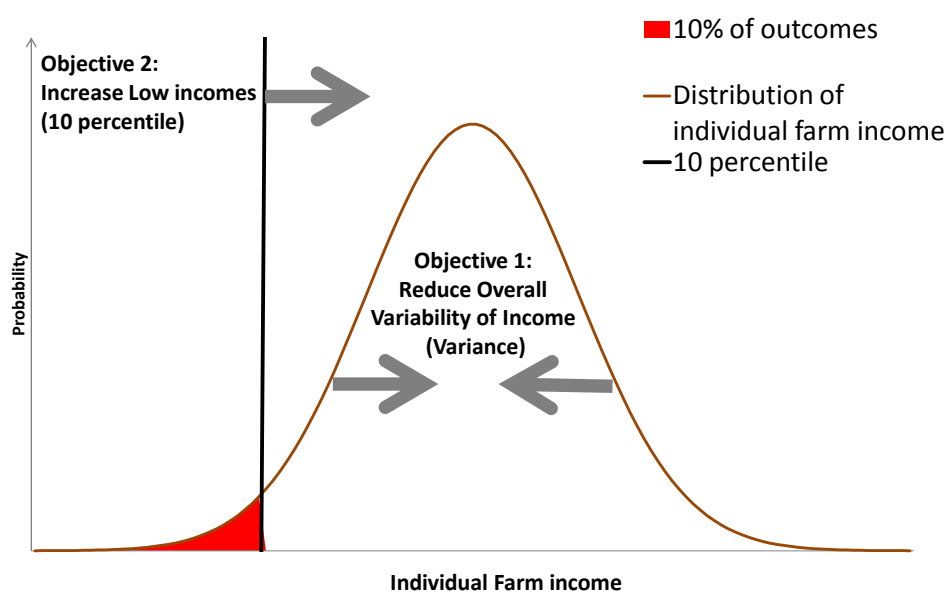 Objective 2:
Increase Low incomes
(10 percentile)
10% of outcomes
Distribution of
individual farm income
10 percentile
Objective 1:
Reduce Overall
Variability of Income
(Variance)
Probability
Individual Farm income